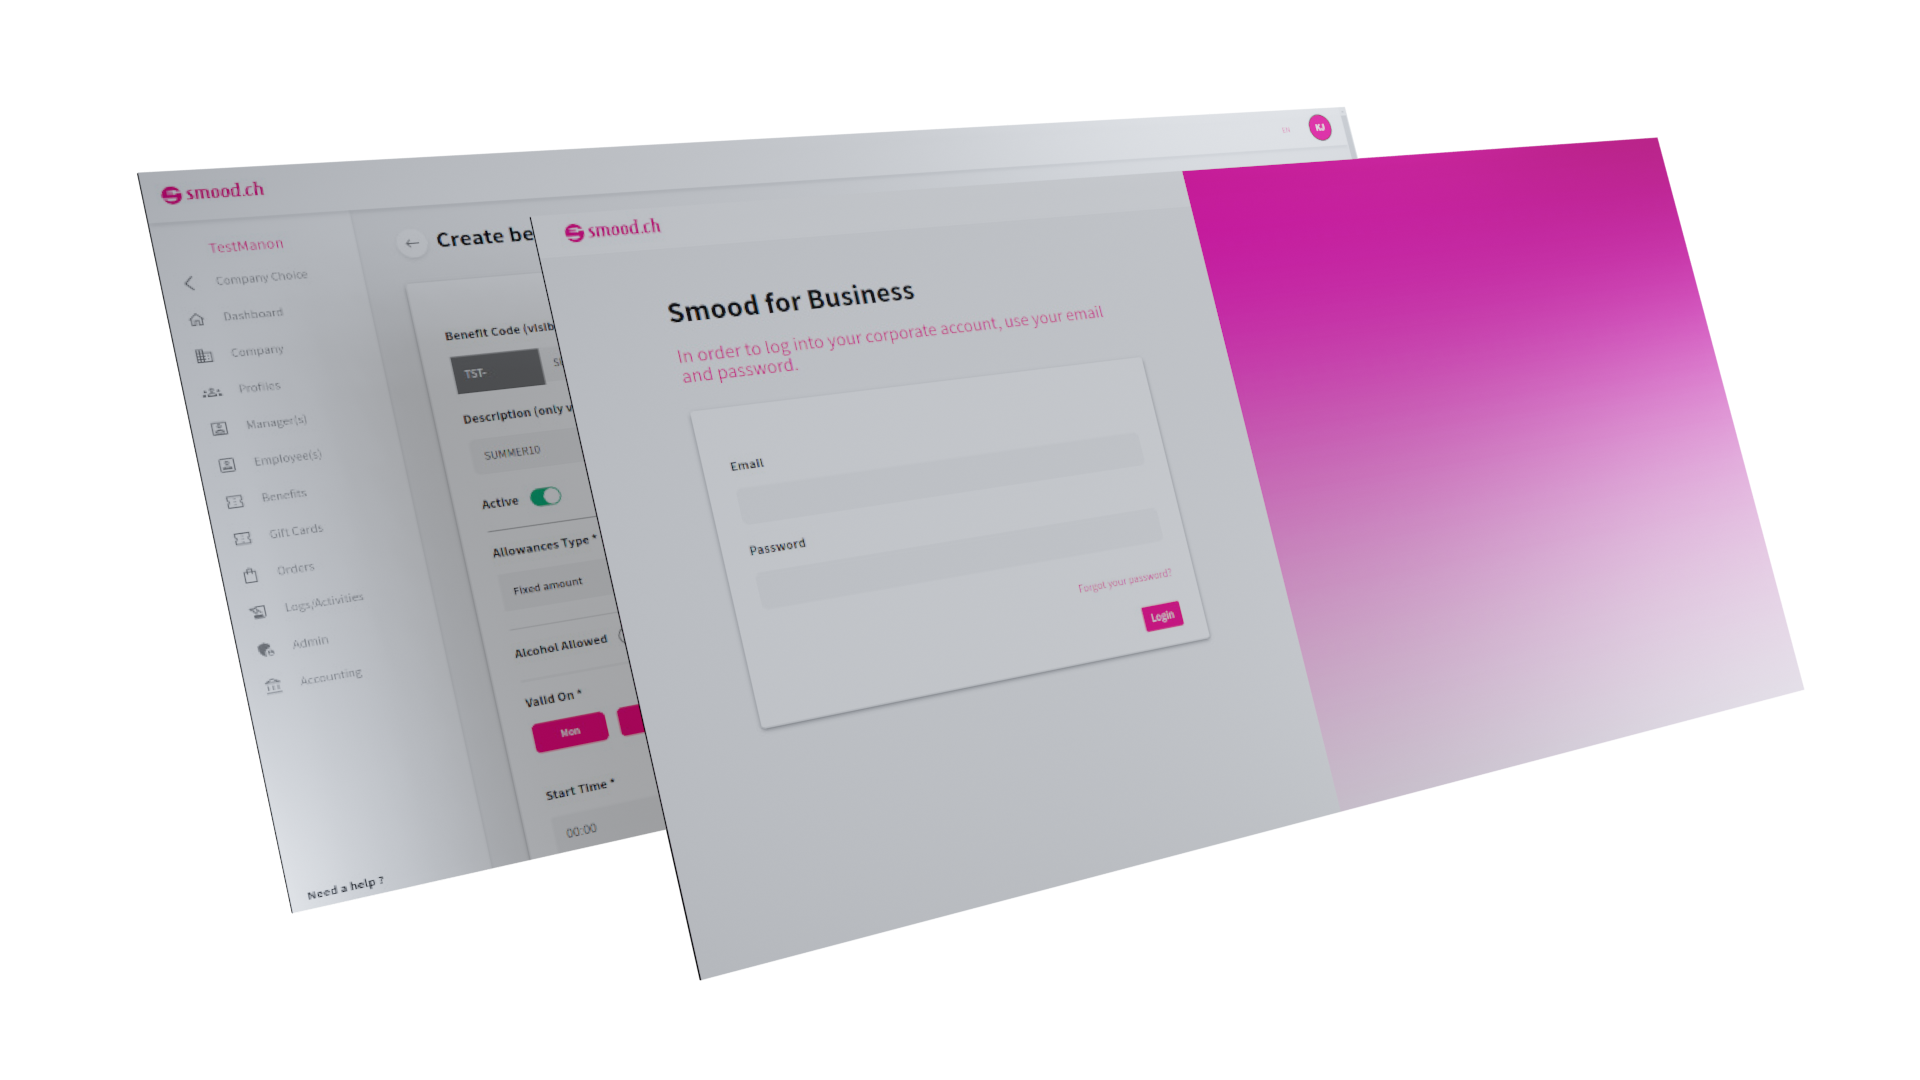 smood.ch
EN
KJ
TestManon
Company Choice
Dashboard
Company
Profiles
Manager(s)
Employee(s)
Benefits
Gift Cards
Orders
Logs/Activities
Admin
Accounting
Need a help ?
Create be
Benefit Code (visib
TST-
Description (only v
SUMMER10
Active
Allowances Type *
Fixed amount
Alcohol Allowed
Valid On *
Mon
Start Time *
00:00
smood.ch
Smood for Business
In order to log into your corporate account, use your email
and password.
Email
Password
Forgot your password?
Login